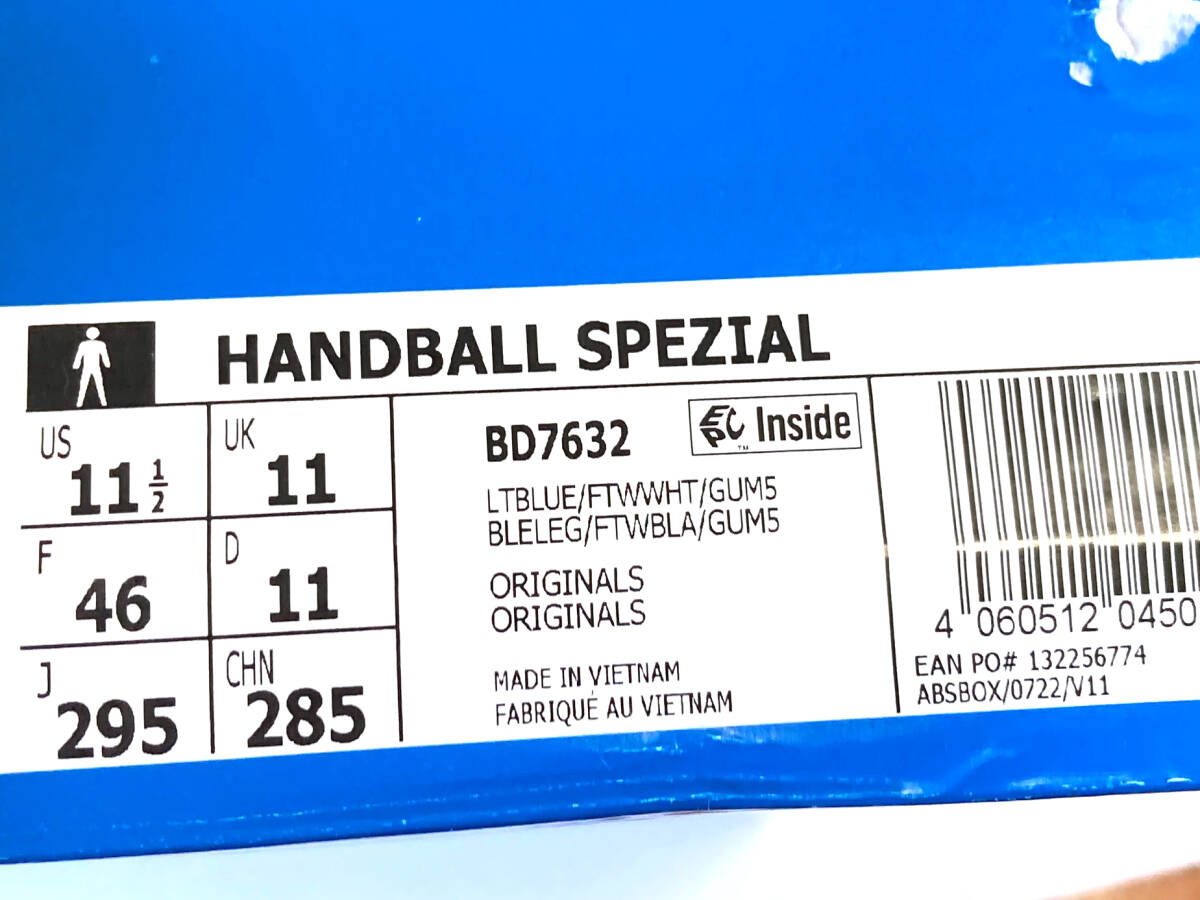 HANDBALL SPEZIAL
US
11 1/2
UK
11
F
46
D
11
J
295
CHN
285
BD7632
EPC Inside
™
LTBLUE/FTWWHT/GUM5
BLELEG/FTWBLA/GUM5
ORIGINALS
ORIGINALS
MADE IN VIETNAM
FABRIQUÉ AU VIETNAM
4 060512 0450
EAN PO# 132256774
ABSBOX/0722/V11